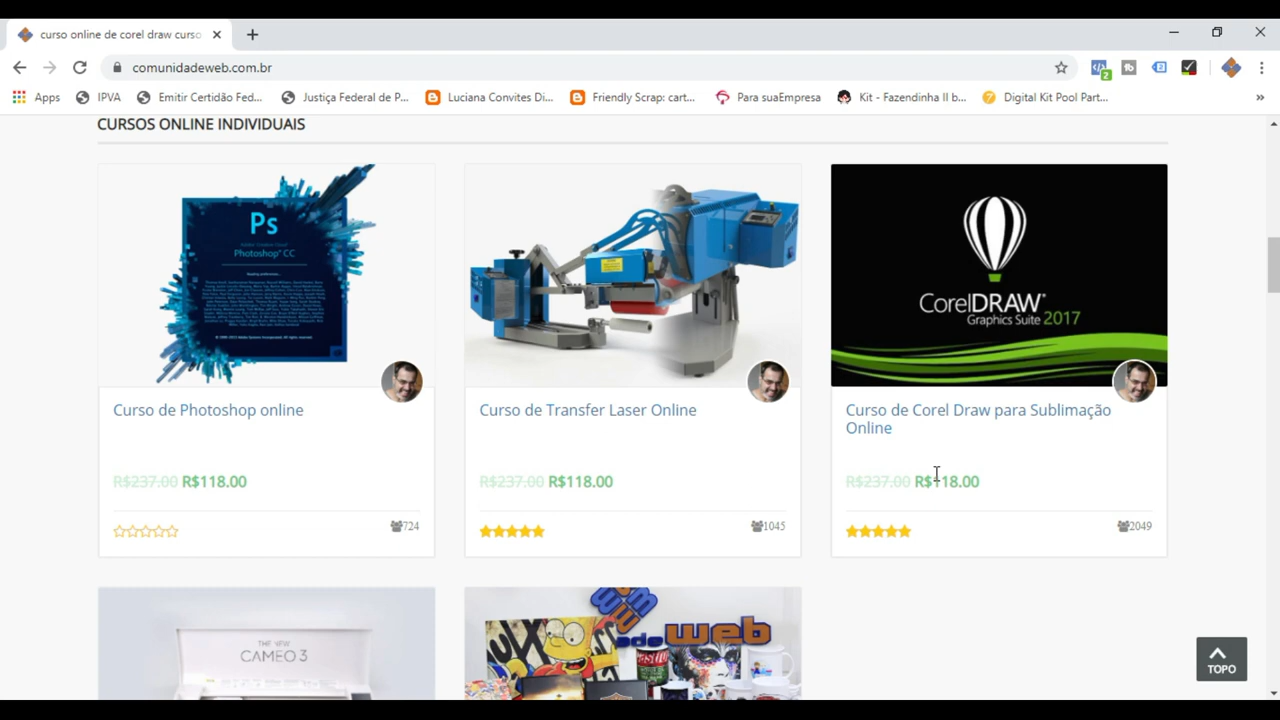 curso online de corel draw curso
comunidadeweb.com.br
2
Apps IPVA Emitir Certidão Fed... Justiça Federal de P... Luciana Convites Di... Friendly Scrap: cart... Para suaEmpresa Kit - Fazendinha II b... Digital Kit Pool Part... »
CURSOS ONLINE INDIVIDUAIS
Ps
Photoshop® CC
CorelDRAW®
Graphics Suite 2017
Curso de Photoshop online
R$237.00 R$118.00
724
Curso de Transfer Laser Online
R$237.00 R$118.00
1045
Curso de Corel Draw para Sublimação
Online
R$237.00 R$118.00
2049
THE NEW
CAMEO 3
web
TOPO